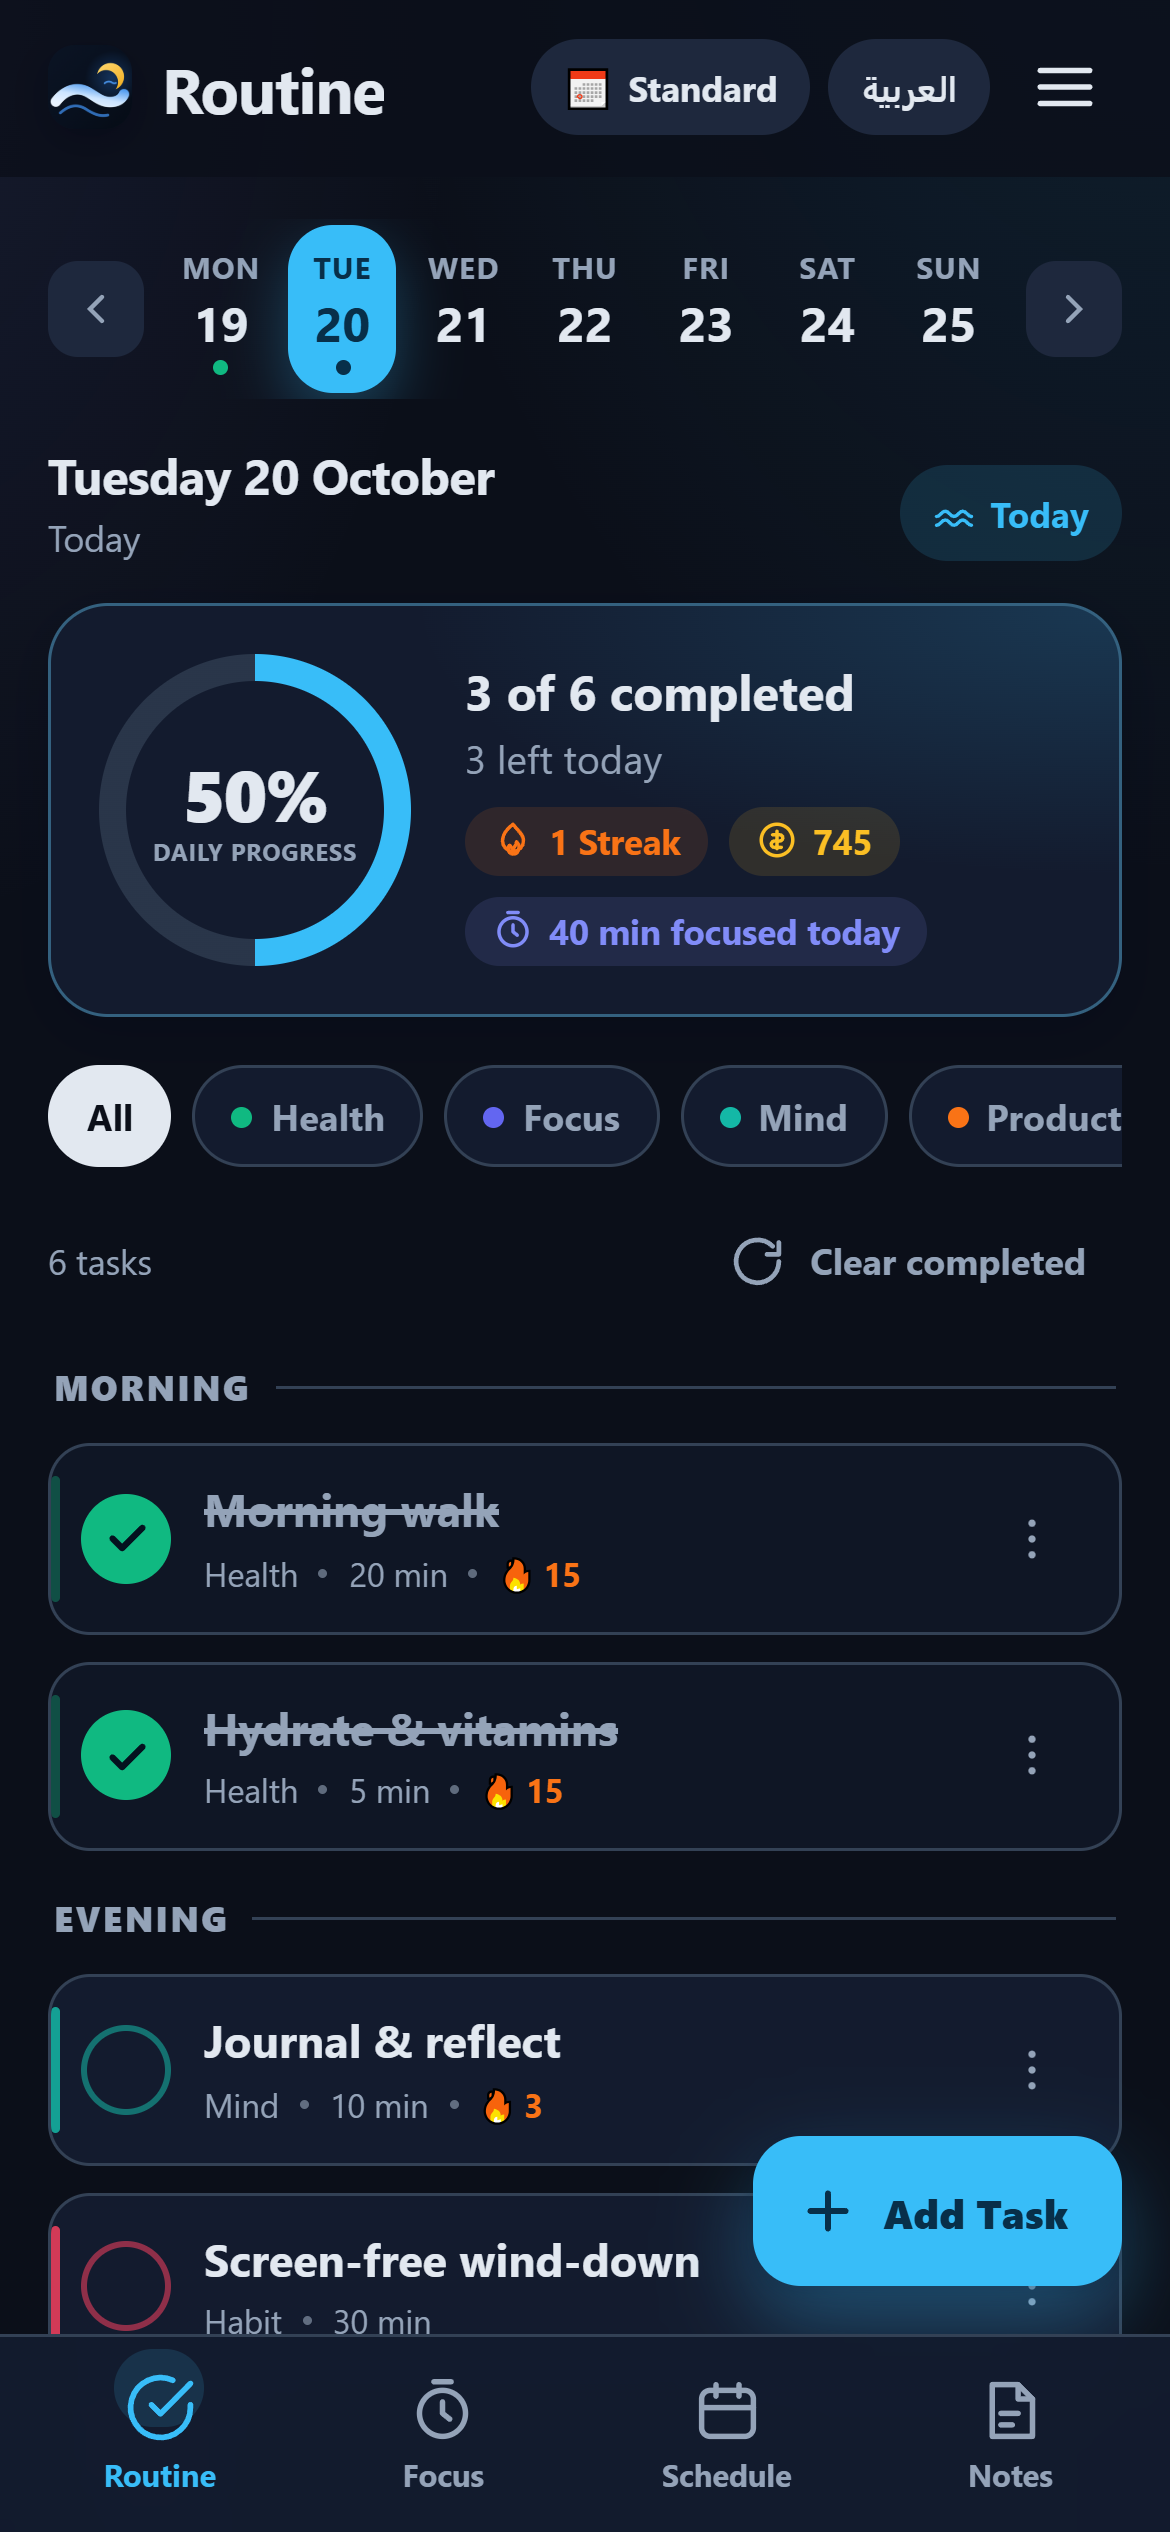 Routine
Standard
العربية
MON TUE WED THU FRI SAT SUN
19 20 21 22 23 24 25
Tuesday 20 October
Today
Today
50%
DAILY PROGRESS
3 of 6 completed
3 left today
1 Streak
745
40 min focused today
All Health Focus Mind Product
6 tasks
Clear completed
MORNING
Morning walk
Health • 20 min • 🔥 15
Hydrate & vitamins
Health • 5 min • 🔥 15
EVENING
Journal & reflect
Mind • 10 min • 🔥 3
Add Task
Screen-free wind-down
Habit • 30 min
Routine Focus Schedule Notes